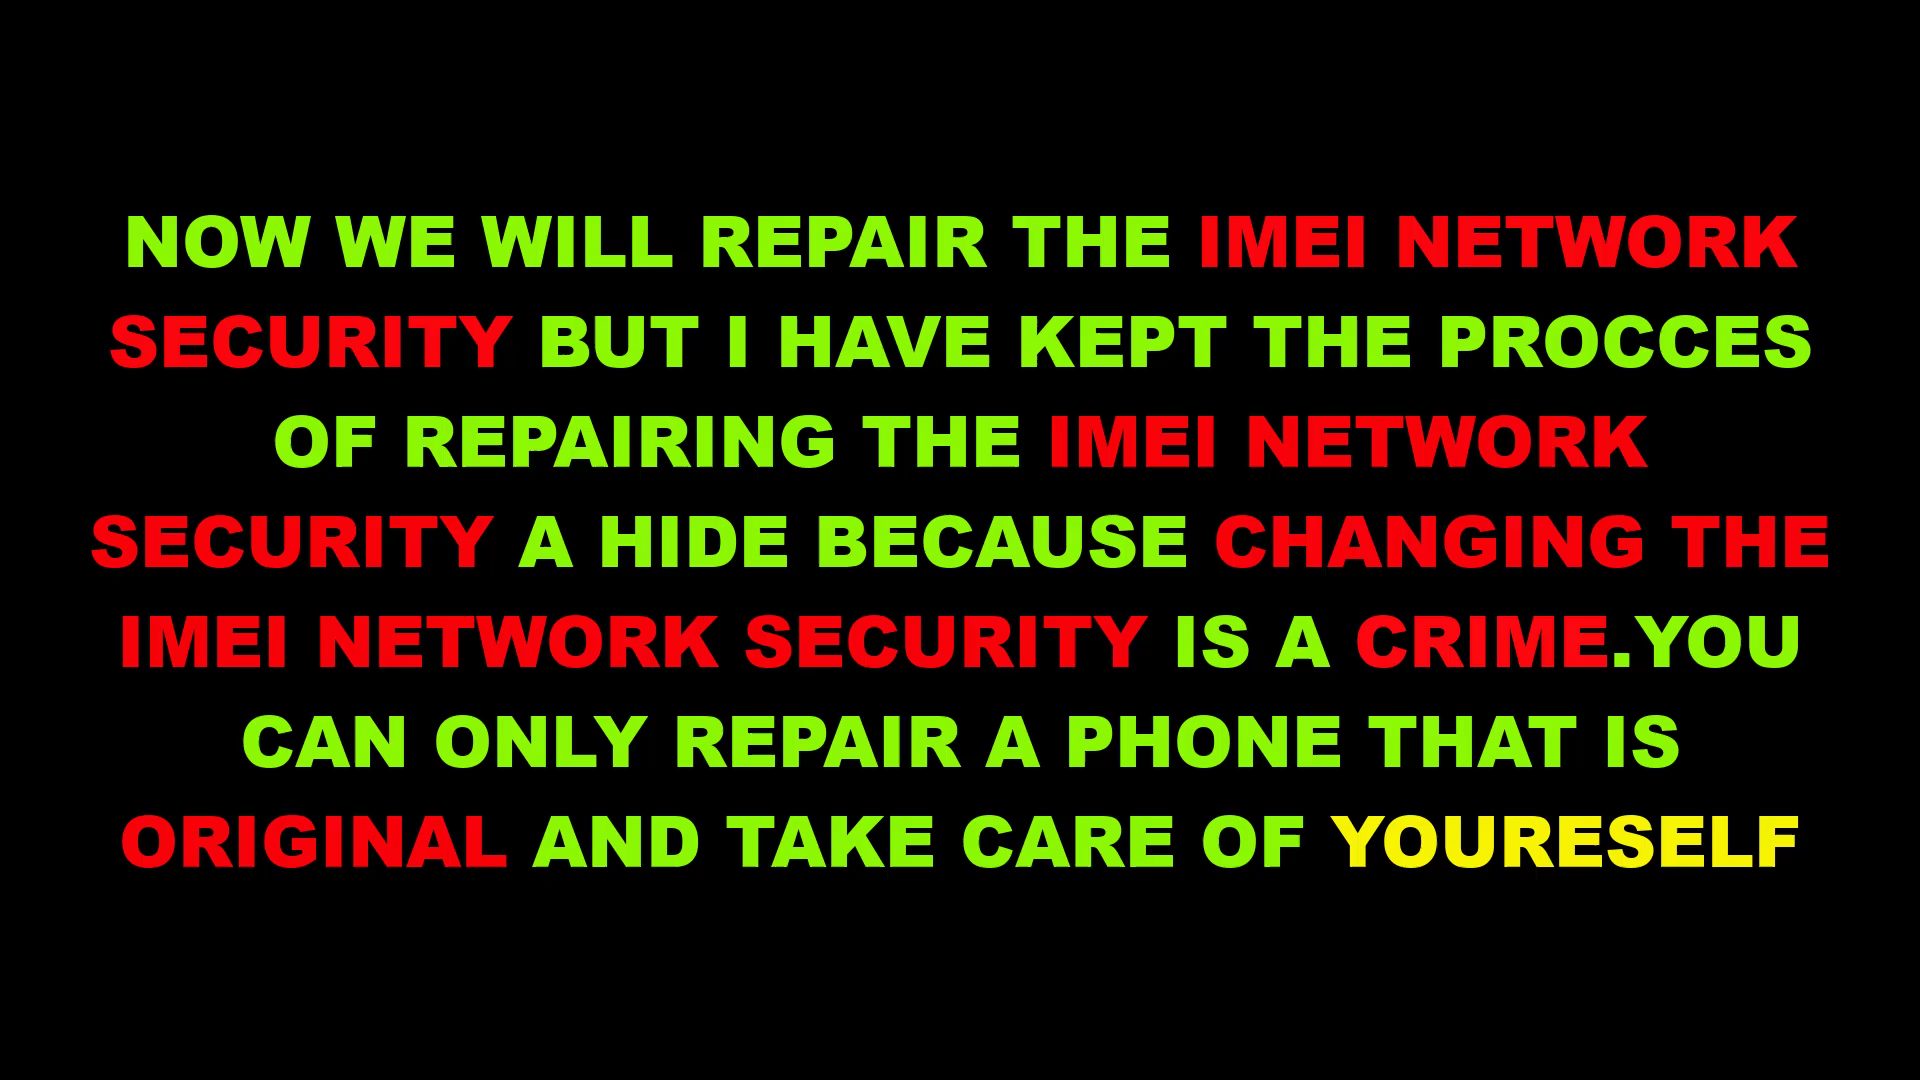 NOW WE WILL REPAIR THE IMEI NETWORK
SECURITY BUT I HAVE KEPT THE PROCCES
OF REPAIRING THE IMEI NETWORK
SECURITY A HIDE BECAUSE CHANGING THE
IMEI NETWORK SECURITY IS A CRIME.YOU
CAN ONLY REPAIR A PHONE THAT IS
ORIGINAL AND TAKE CARE OF YOURESELF